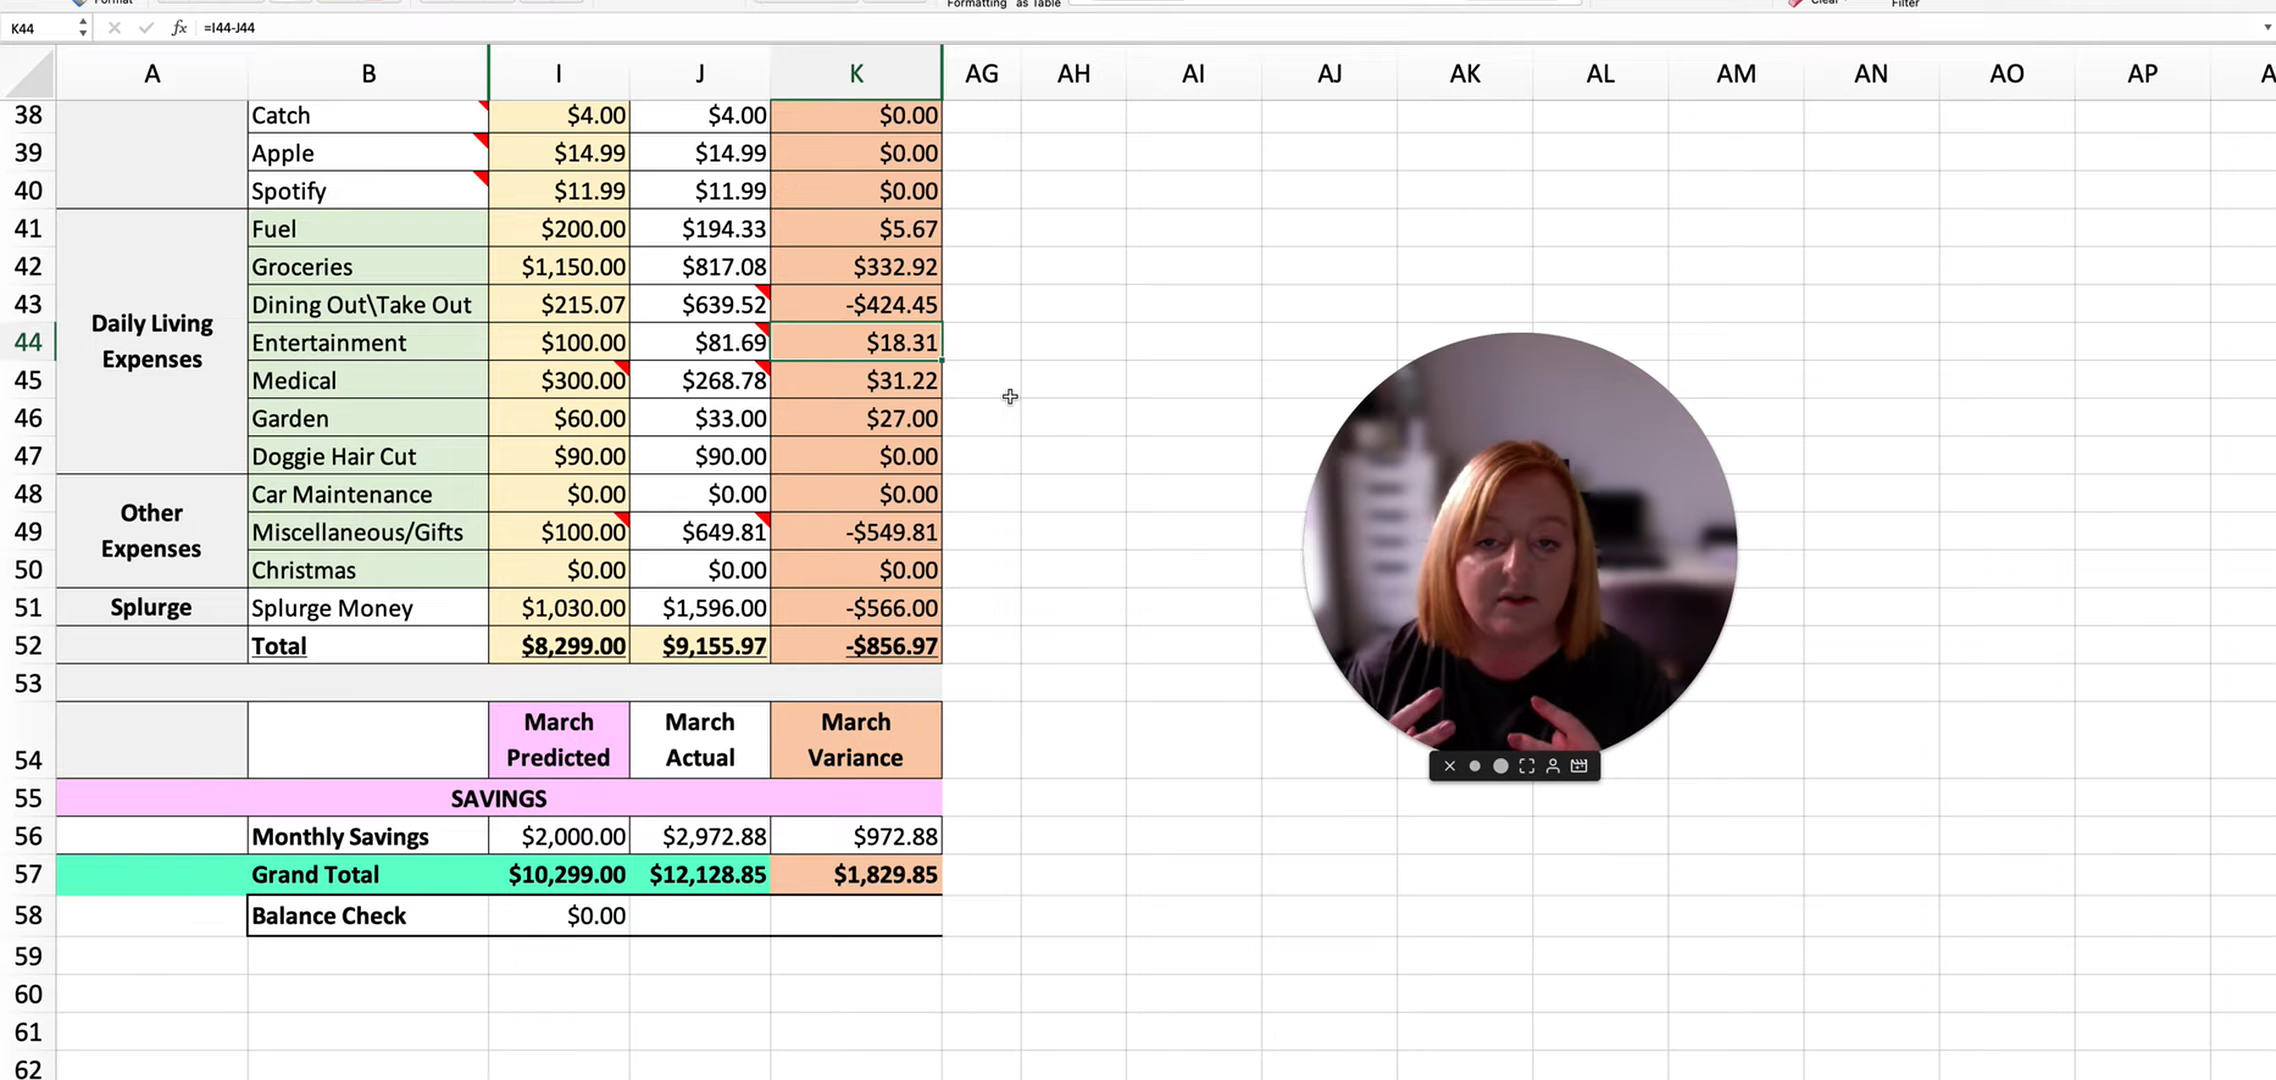 Format
Formatting as Table
Clear
Filter
K44 fx =I44-J44
A B I J K AG AH AI AJ AK AL AM AN AO AP A
38 Catch $4.00 $4.00 $0.00
39 Apple $14.99 $14.99 $0.00
40 Spotify $11.99 $11.99 $0.00
41 Fuel $200.00 $194.33 $5.67
42 Groceries $1,150.00 $817.08 $332.92
43 Dining Out\Take Out $215.07 $639.52 -$424.45
Daily Living
Expenses
44 Entertainment $100.00 $81.69 $18.31
45 Medical $300.00 $268.78 $31.22
46 Garden $60.00 $33.00 $27.00
47 Doggie Hair Cut $90.00 $90.00 $0.00
48 Car Maintenance $0.00 $0.00 $0.00
Other
Expenses
49 Miscellaneous/Gifts $100.00 $649.81 -$549.81
50 Christmas $0.00 $0.00 $0.00
51 Splurge Splurge Money $1,030.00 $1,596.00 -$566.00
52 Total $8,299.00 $9,155.97 -$856.97
53
March March March
54 Predicted Actual Variance
55 SAVINGS
56 Monthly Savings $2,000.00 $2,972.88 $972.88
57 Grand Total $10,299.00 $12,128.85 $1,829.85
58 Balance Check $0.00
59
60
61
62